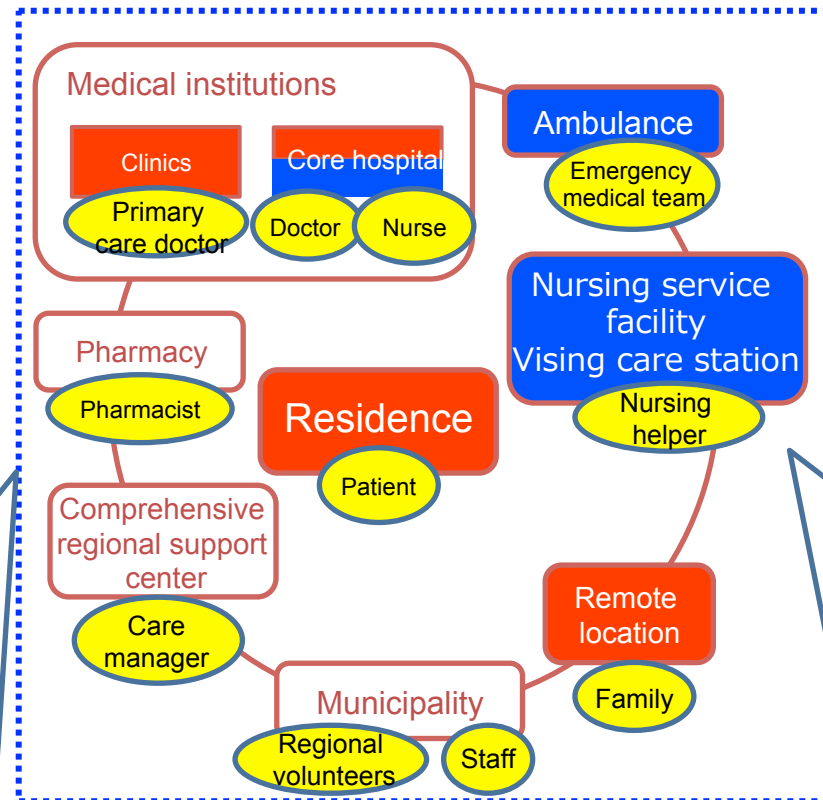 Medical institutions
Clinics
Primary
care doctor
Core hospital
Doctor
Nurse
Ambulance
Emergency
medical team
Nursing service
facility
Vising care station
Nursing
helper
Pharmacy
Pharmacist
Residence
Patient
Comprehensive
regional support
center
Care
manager
Remote
location
Family
Municipality
Regional
volunteers
Staff